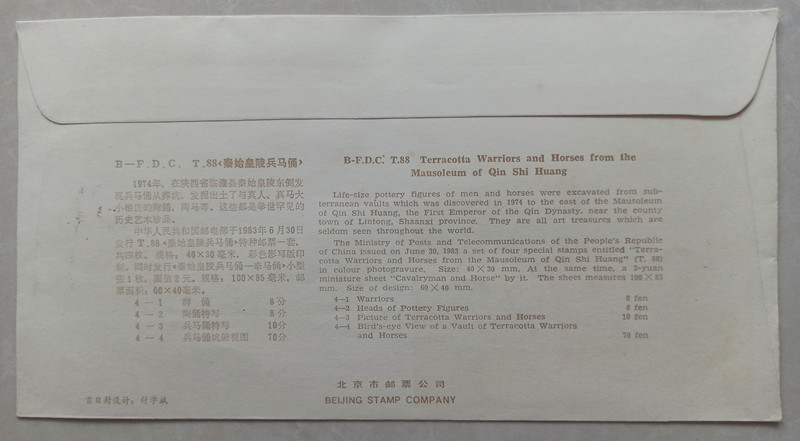 B—F.D.C. T.88《秦始皇陵兵马俑》
1974年,在陕西省临潼县秦始皇陵东侧发
现兵马俑从葬坑,发掘出土了与真人、真马大
小相近的陶俑、陶马等。这些都是举世罕见的
历史艺术珍品。
中华人民共和国邮电部于1983年6月30日
发行T.88《秦始皇陵兵马俑》特种邮票一套,
共四枚。规格:40×30毫米,彩色影写版印
制。同时发行《秦始皇陵兵马俑—牵马俑》小型
张1枚,面值2元。规格,100×85毫米,邮
票面积,60×40毫米。
4－1 群俑 8分
4－2 陶俑特写 8分
4－3 兵马俑特写 10分
4－4 兵马俑坑俯视图 70分
首日封设计:
B-F.D.C. T.88 Terracotta Warriors and Horses from the
Mausoleum of Qin Shi Huang
Life-size pottery figures of men and horses were excavated from sub-
terranean vaults which was discovered in 1974 to the east of the Mausoleum
of Qin Shi Huang, the First Emperor of the Qin Dynasty, near the county
town of Lintong, Shaanxi province. They are all art treasures which are
seldom seen throughout the world.
The Ministry of Posts and Telecommunications of the People's Republic
of China issued on June 30, 1983 a set of four special stamps entitled "Terra-
cotta Warriors and Horses from the Mausoleum of Qin Shi Huang" (T. 88)
in colour photogravure. Size: 40×30 mm. At the same time, a 2-yuan
miniature sheet "Cavalryman and Horse" by it. The sheet measures 100×85
mm. Size of design: 60×40 mm.
4—1 Warriors 8 fen
4—2 Heads of Pottery Figures 8 fen
4—3 Picture of Terracotta Warriors and Horses 10 fen
4—4 Bird's-eye View of a Vault of Terracotta Warriors
and Horses 70 fen
北京市邮票公司
BEIJING STAMP COMPANY